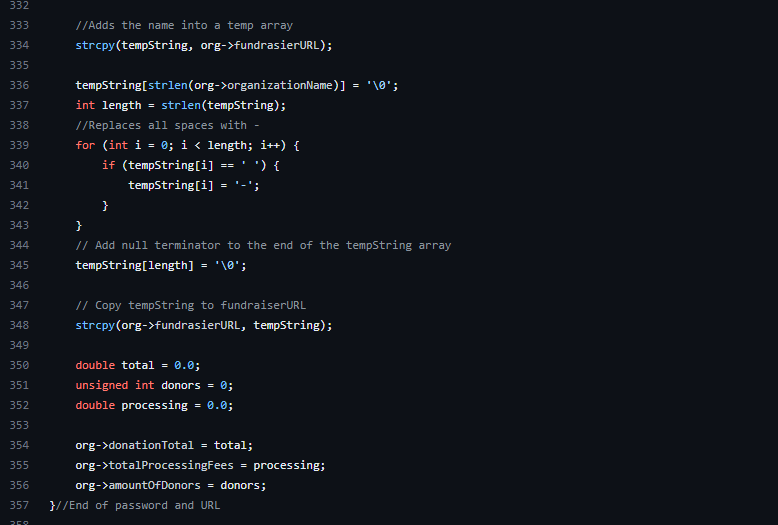 332
333 //Adds the name into a temp array
334 strcpy(tempString, org->fundrasierURL);
335
336 tempString[strlen(org->organizationName)] = '\0';
337 int length = strlen(tempString);
338 //Replaces all spaces with -
339 for (int i = 0; i < length; i++) {
340 if (tempString[i] == ' ') {
341 tempString[i] = '-';
342 }
343 }
344 // Add null terminator to the end of the tempString array
345 tempString[length] = '\0';
346
347 // Copy tempString to fundraiserURL
348 strcpy(org->fundrasierURL, tempString);
349
350 double total = 0.0;
351 unsigned int donors = 0;
352 double processing = 0.0;
353
354 org->donationTotal = total;
355 org->totalProcessingFees = processing;
356 org->amountOfDonors = donors;
357 }//End of password and URL
358